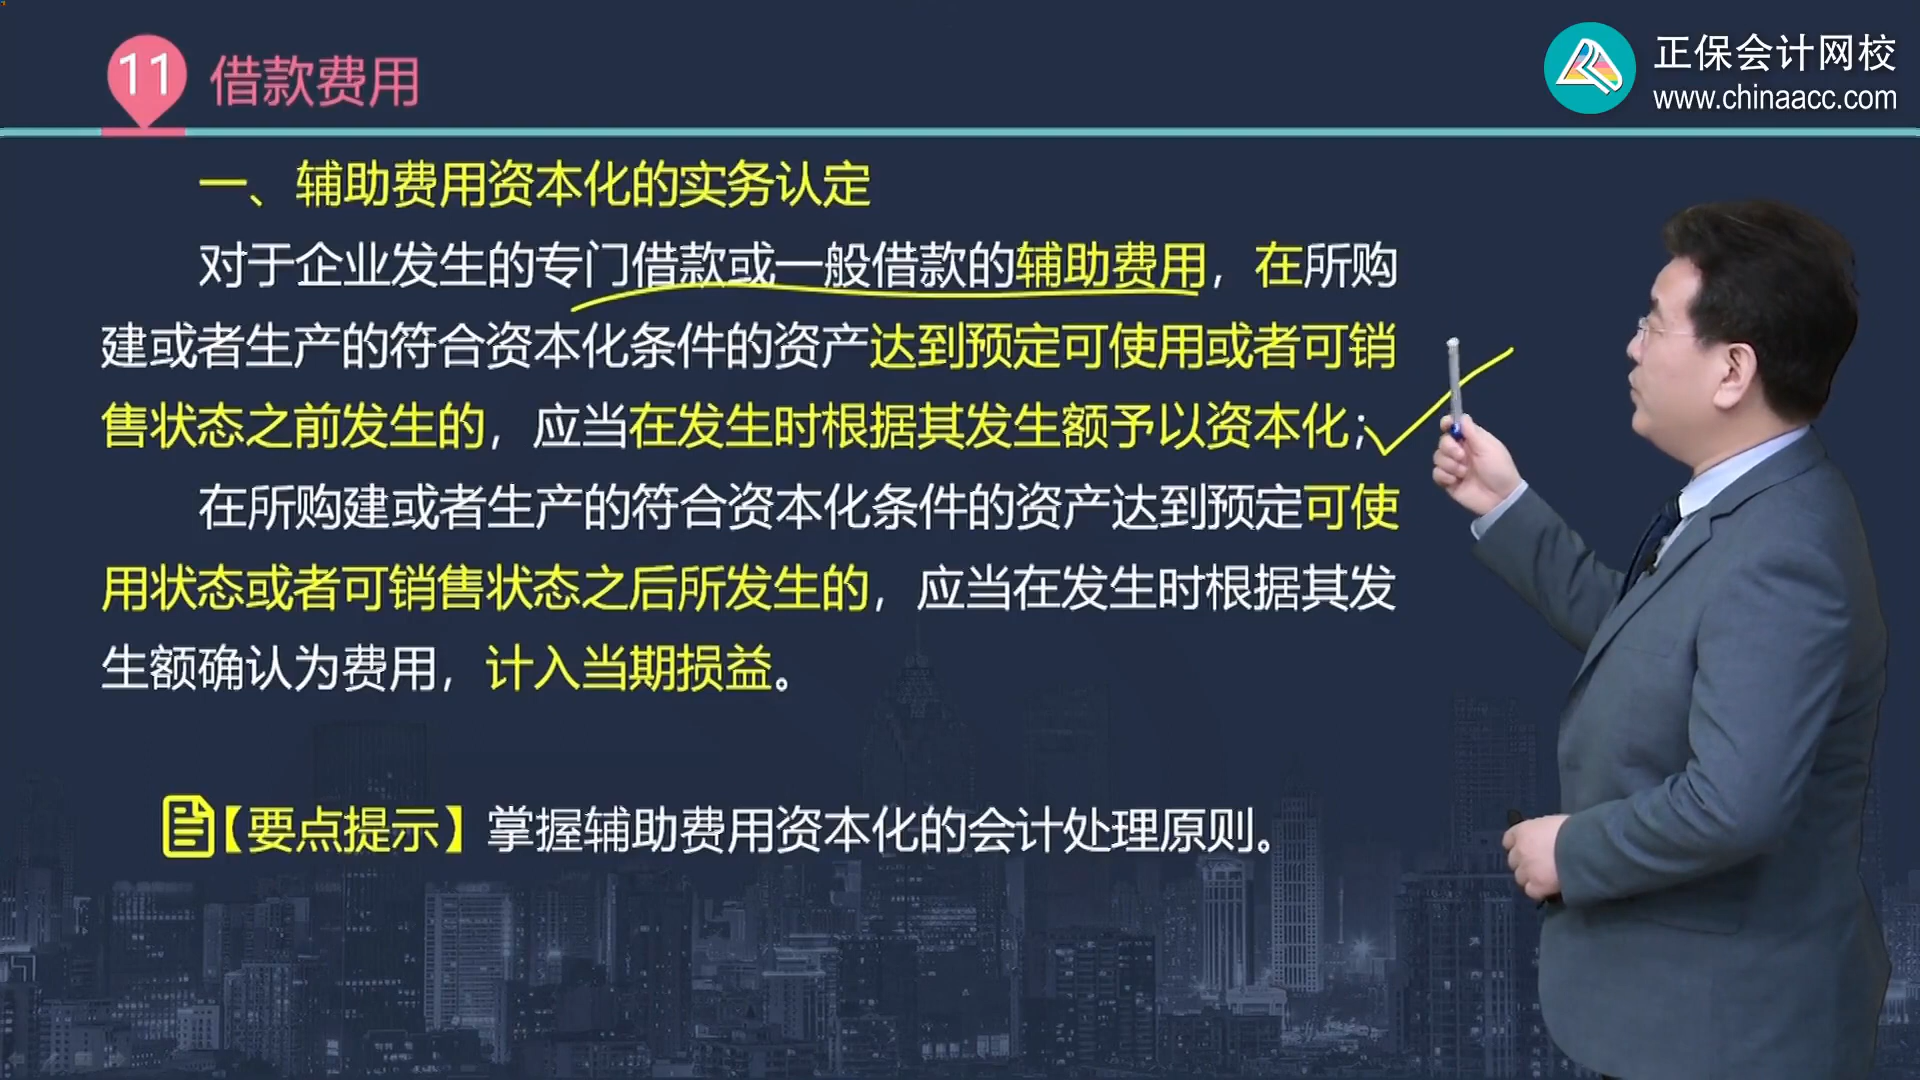 11 借款费用
正保会计网校
www.chinaacc.com
一、辅助费用资本化的实务认定
对于企业发生的专门借款或一般借款的辅助费用，在所购
建或者生产的符合资本化条件的资产达到预定可使用或者可销
售状态之前发生的，应当在发生时根据其发生额予以资本化；
在所购建或者生产的符合资本化条件的资产达到预定可使
用状态或者可销售状态之后所发生的，应当在发生时根据其发
生额确认为费用，计入当期损益。
【要点提示】掌握辅助费用资本化的会计处理原则。